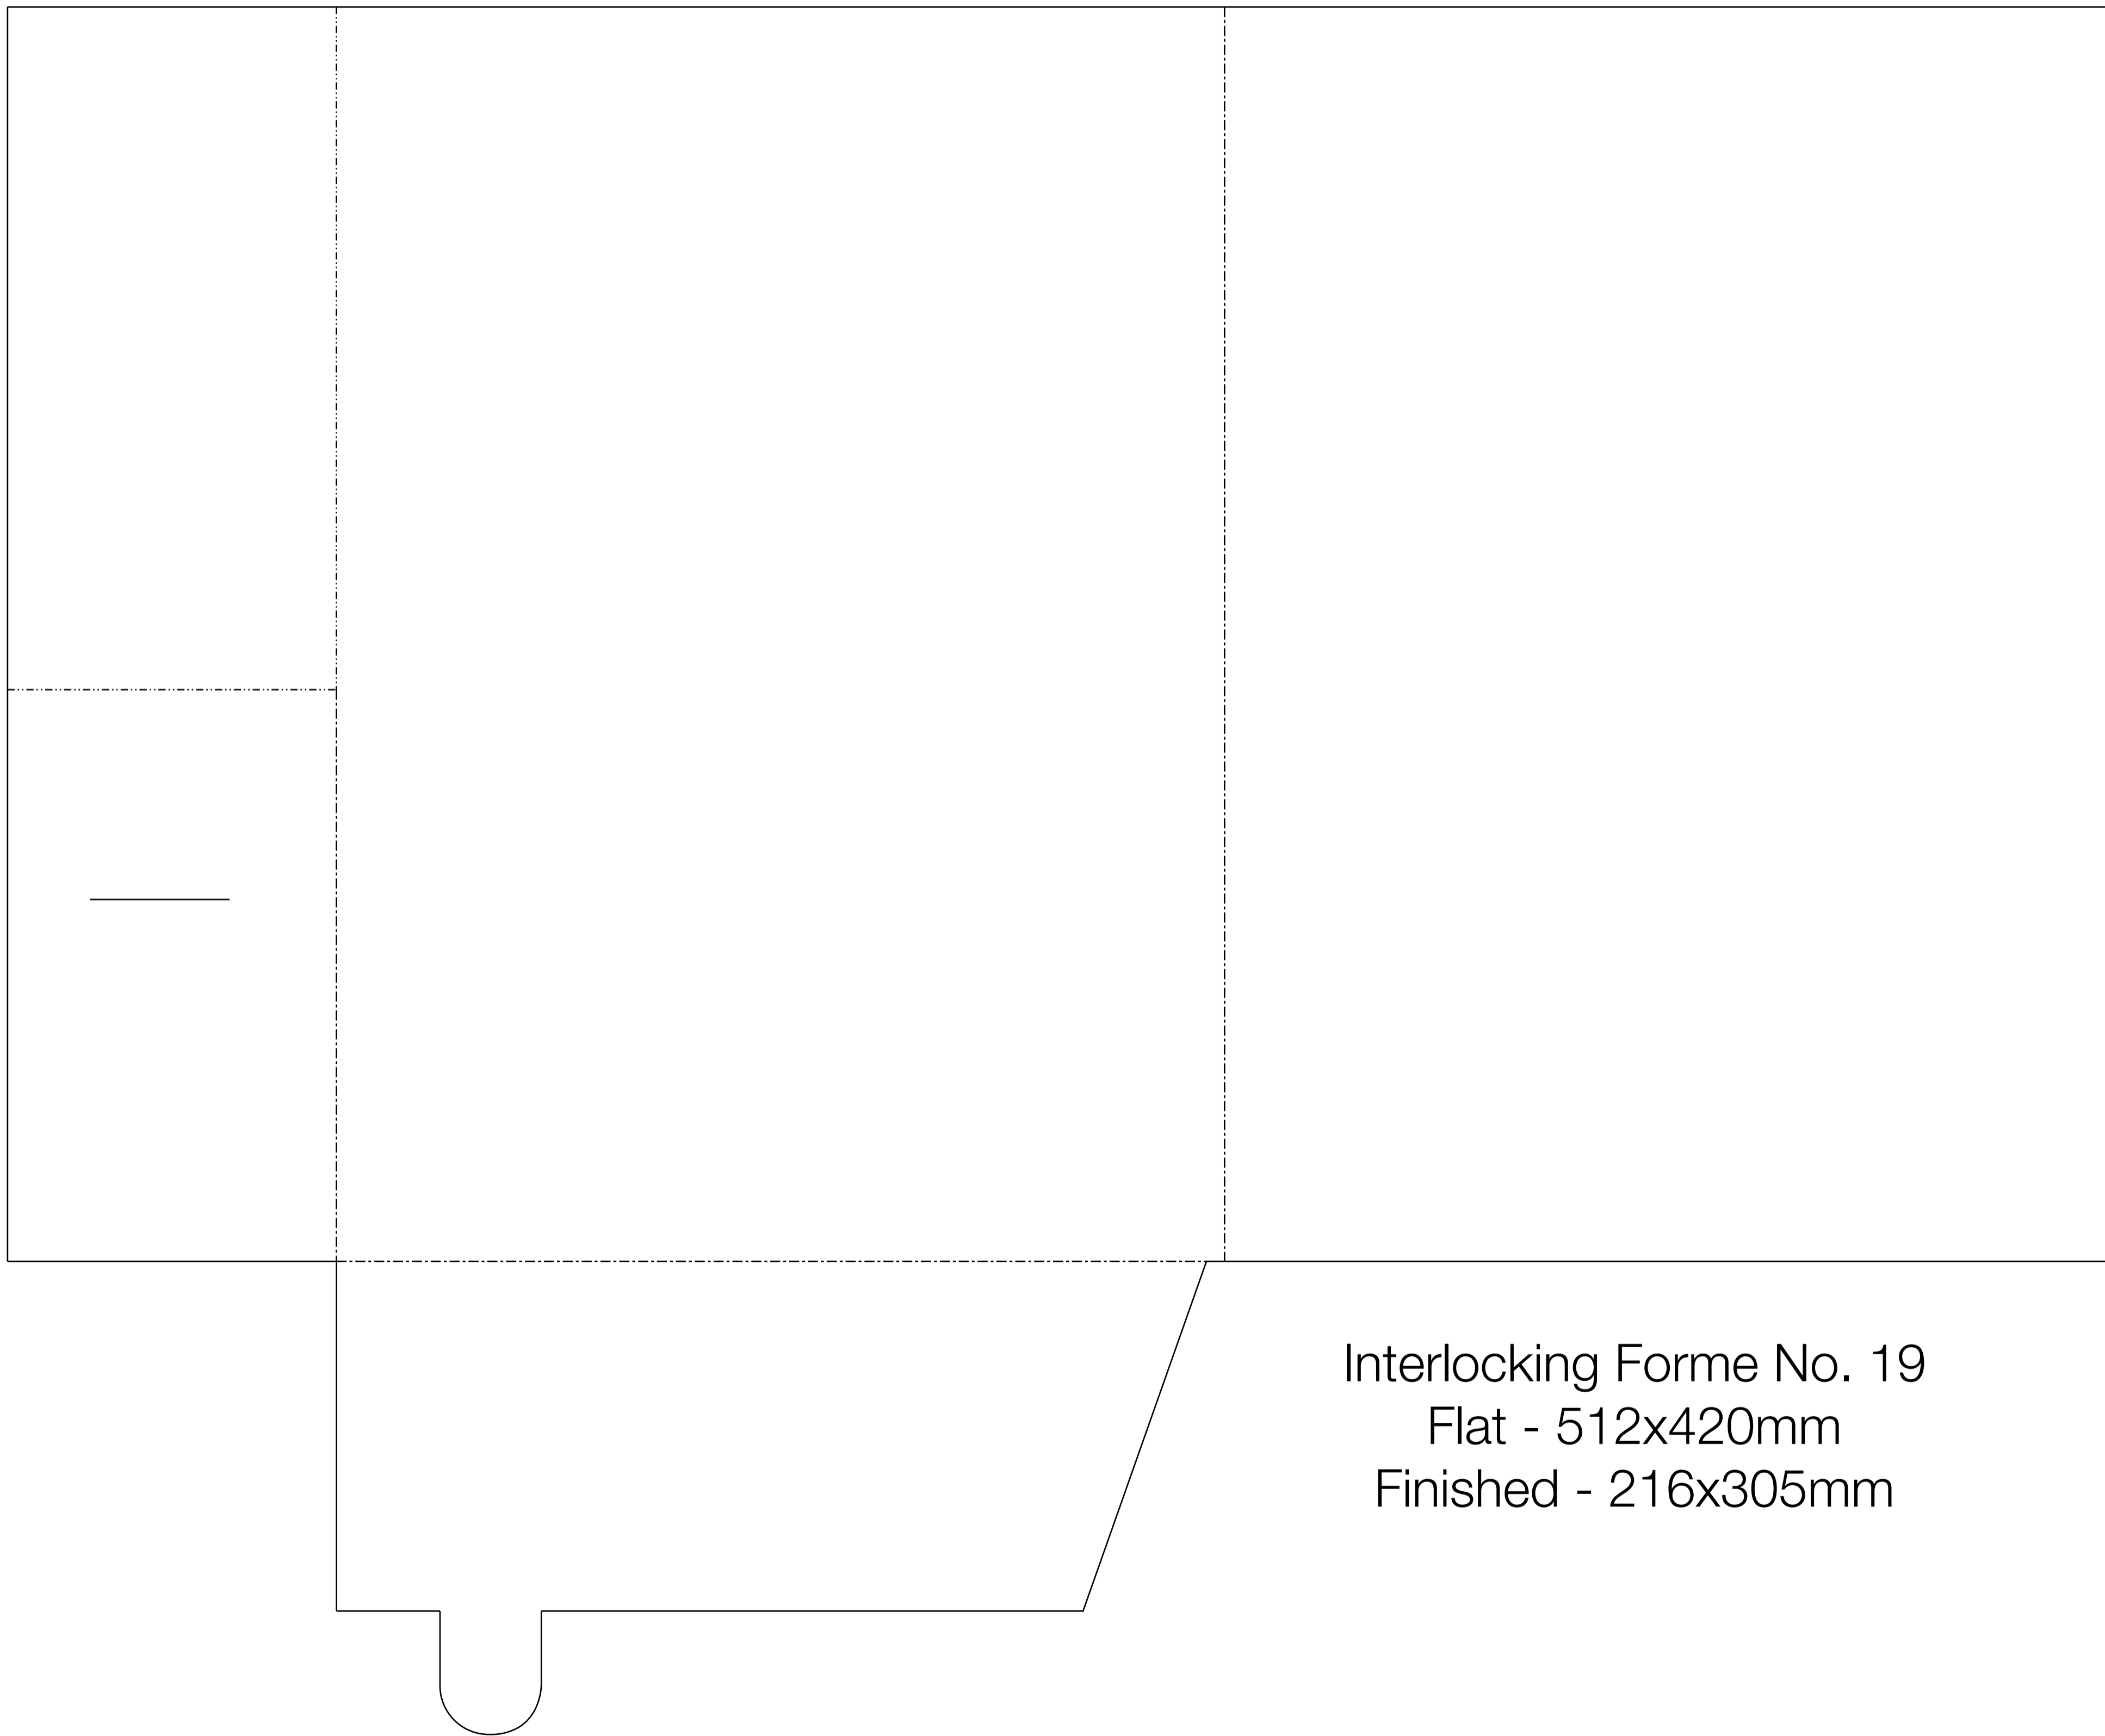 Interlocking Forme No. 19
Flat - 512x420mm
Finished - 216x305mm